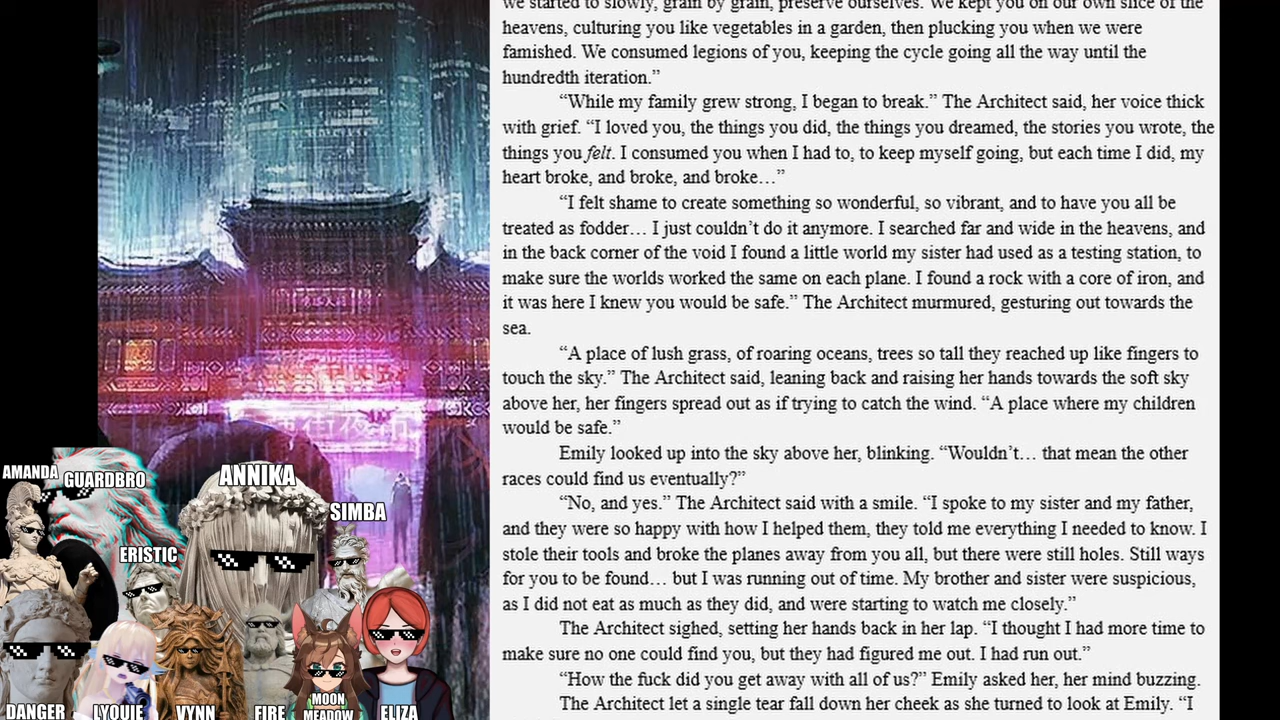 we started to slowly, grain by grain, preserve ourselves. We kept you on our own slice of the
heavens, culturing you like vegetables in a garden, then plucking you when we were
famished. We consumed legions of you, keeping the cycle going all the way until the
hundredth iteration.”
“While my family grew strong, I began to break.” The Architect said, her voice thick
with grief. “I loved you, the things you did, the things you dreamed, the stories you wrote, the
things you felt. I consumed you when I had to, to keep myself going, but each time I did, my
heart broke, and broke, and broke…”
“I felt shame to create something so wonderful, so vibrant, and to have you all be
treated as fodder… I just couldn’t do it anymore. I searched far and wide in the heavens, and
in the back corner of the void I found a little world my sister had used as a testing station, to
make sure the worlds worked the same on each plane. I found a rock with a core of iron, and
it was here I knew you would be safe.” The Architect murmured, gesturing out towards the
sea.
“A place of lush grass, of roaring oceans, trees so tall they reached up like fingers to
touch the sky.” The Architect said, leaning back and raising her hands towards the soft sky
above her, her fingers spread out as if trying to catch the wind. “A place where my children
would be safe.”
Emily looked up into the sky above her, blinking. “Wouldn’t… that mean the other
races could find us eventually?”
“No, and yes.” The Architect said with a smile. “I spoke to my sister and my father,
and they were so happy with how I helped them, they told me everything I needed to know. I
stole their tools and broke the planes away from you all, but there were still holes. Still ways
for you to be found… but I was running out of time. My brother and sister were suspicious,
as I did not eat as much as they did, and were starting to watch me closely.”
The Architect sighed, setting her hands back in her lap. “I thought I had more time to
make sure no one could find you, but they had figured me out. I had run out.”
“How the fuck did you get away with all of us?” Emily asked her, her mind buzzing.
The Architect let a single tear fall down her cheek as she turned to look at Emily. “I
AMANDA
GUARDBRO
ANNIKA
SIMBA
ERISTIC
DANGER
LYQUIE
VYNN
FIRE
MOON
MEADOW
ELIZA